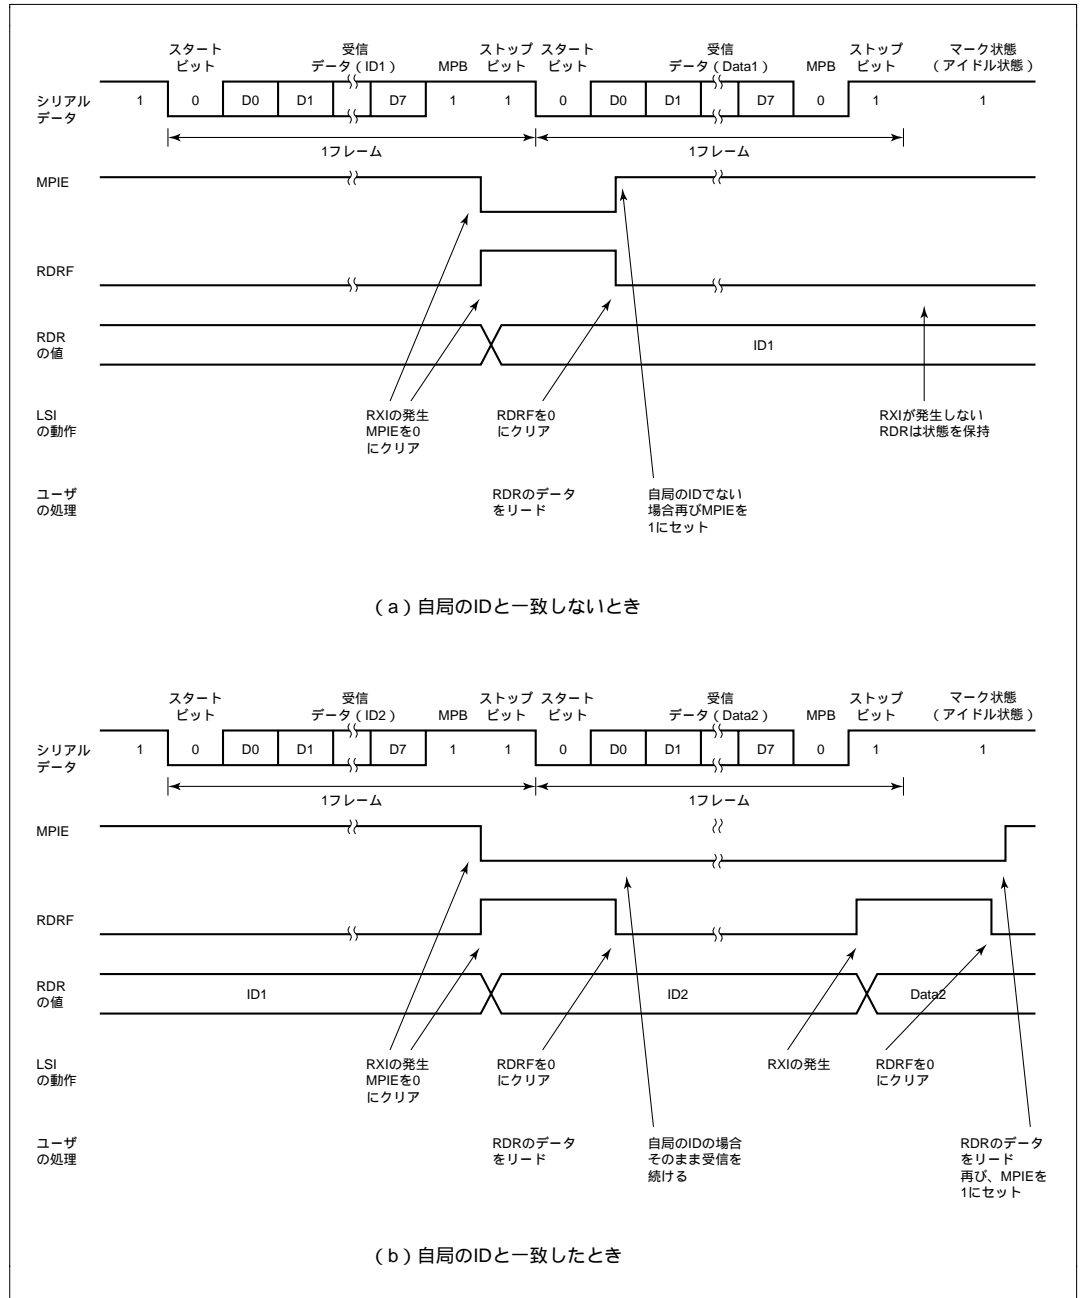 スタート 受信 ストップ スタート 受信 ストップ マーク状態
ビット データ（ID1） MPB ビット ビット データ（Data1） MPB ビット （アイドル状態）
シリアル
データ
1 0 D0 D1 D7 1 1 0 D0 D1 D7 0 1 1
1フレーム 1フレーム
MPIE
RDRF
RDR
の値
ID1
LSI
の動作
RXIの発生
MPIEを0
にクリア
RDRFを0
にクリア
RXIが発生しない
RDRは状態を保持
ユーザ
の処理
RDRのデータ
をリード
自局のIDでない
場合再びMPIEを
1にセット
（a）自局のIDと一致しないとき
スタート 受信 ストップ スタート 受信 ストップ マーク状態
ビット データ（ID2） MPB ビット ビット データ（Data2） MPB ビット （アイドル状態）
シリアル
データ
1 0 D0 D1 D7 1 1 0 D0 D1 D7 0 1 1
1フレーム 1フレーム
MPIE
RDRF
RDR
の値
ID1 ID2 Data2
LSI
の動作
RXIの発生
MPIEを0
にクリア
RDRFを0
にクリア
RXIの発生
RDRFを0
にクリア
ユーザ
の処理
RDRのデータ
をリード
自局のIDの場合
そのまま受信を
続ける
RDRのデータ
をリード
再び、MPIEを
1にセット
（b）自局のIDと一致したとき